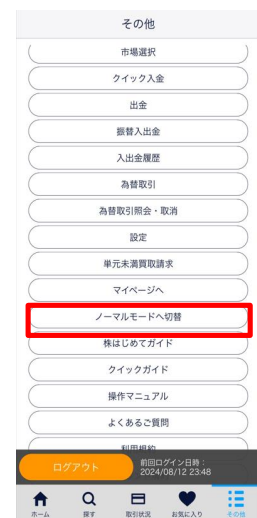 その他
市場選択
クイック入金
出金
振替入出金
入出金履歴
為替取引
為替取引照会・取消
設定
単元未満買取請求
マイページへ
ノーマルモードへ切替
株はじめてガイド
クイックガイド
操作マニュアル
よくあるご質問
利用規約
ログアウト
前回ログイン日時：
2024/08/12 23:48
ホーム
探す
取引状況
お気に入り
その他